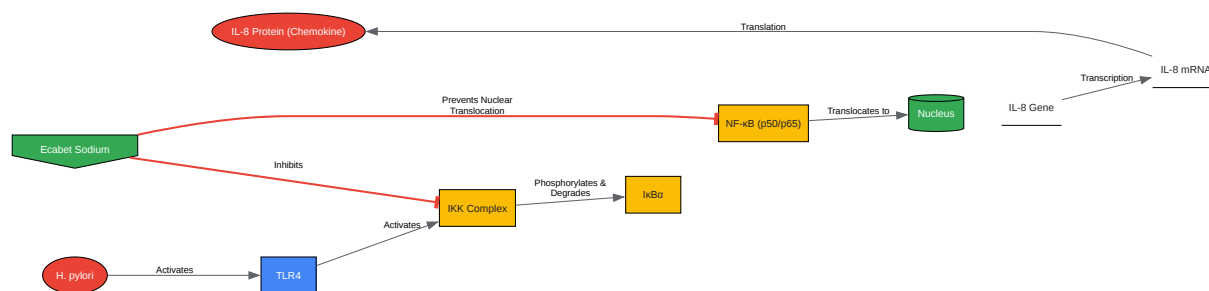 IL-8 Protein (Chemokine)
Translation
IL-8 mRNA
Transcription
IL-8 Gene
Prevents Nuclear
Translocation
NF-κB (p50/p65)
Translocates to
Nucleus
Ecabet Sodium
Inhibits
IKK Complex
Phosphorylates &
Degrades
IκBα
Activates
H. pylori
Activates
TLR4